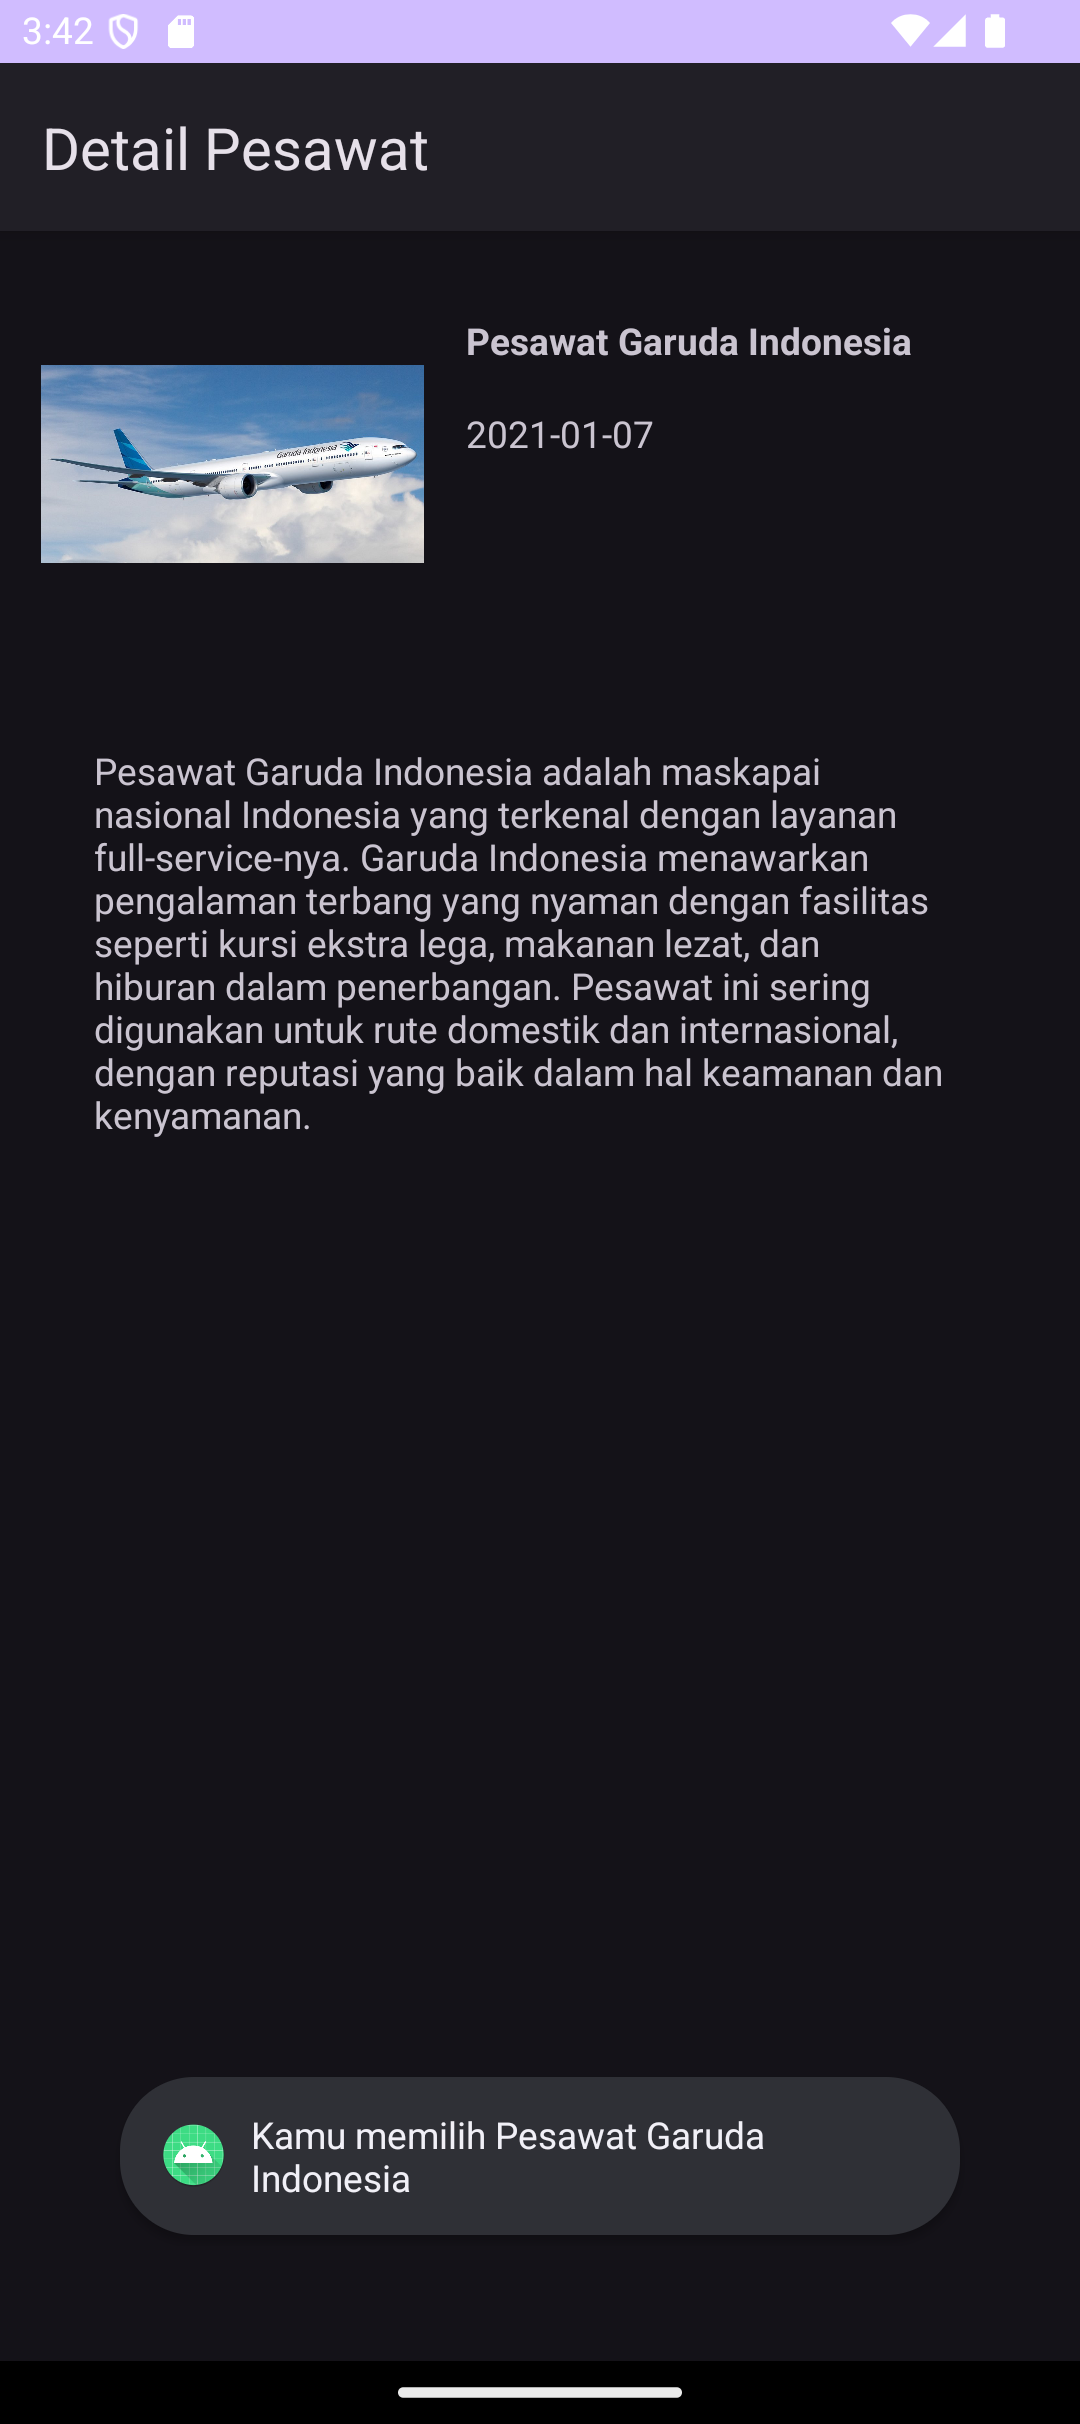 3:42
Detail Pesawat
Pesawat Garuda Indonesia
2021-01-07
Garuda Indonesia
Pesawat Garuda Indonesia adalah maskapai
nasional Indonesia yang terkenal dengan layanan
full-service-nya. Garuda Indonesia menawarkan
pengalaman terbang yang nyaman dengan fasilitas
seperti kursi ekstra lega, makanan lezat, dan
hiburan dalam penerbangan. Pesawat ini sering
digunakan untuk rute domestik dan internasional,
dengan reputasi yang baik dalam hal keamanan dan
kenyamanan.
Kamu memilih Pesawat Garuda
Indonesia